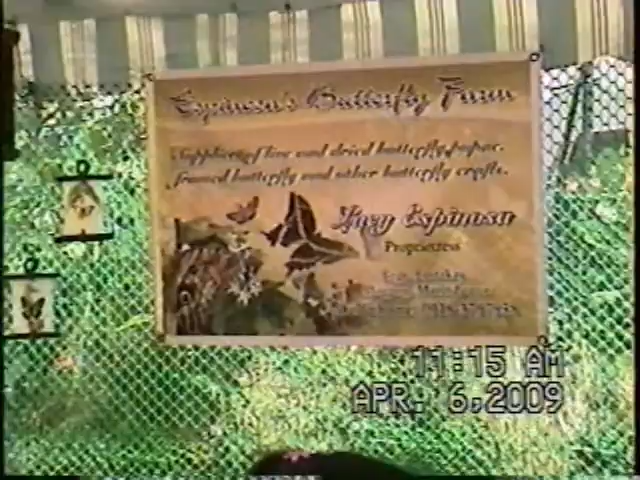 Espinosa's Butterfly Farm
Supplier of live and dried butterfly, pupae,
framed butterfly and other butterfly crafts.
Lucy Espinosa
Proprietress
11:15 AM
APR. 6,2009